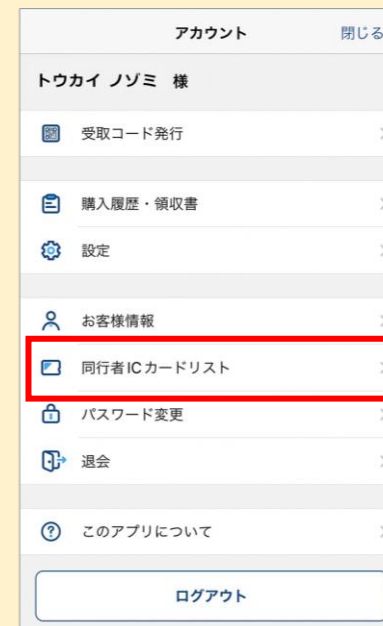 アカウント 閉じる
トウカイ ノゾミ 様
受取コード発行
購入履歴・領収書
設定
お客様情報
同行者ICカードリスト
パスワード変更
退会
このアプリについて
ログアウト